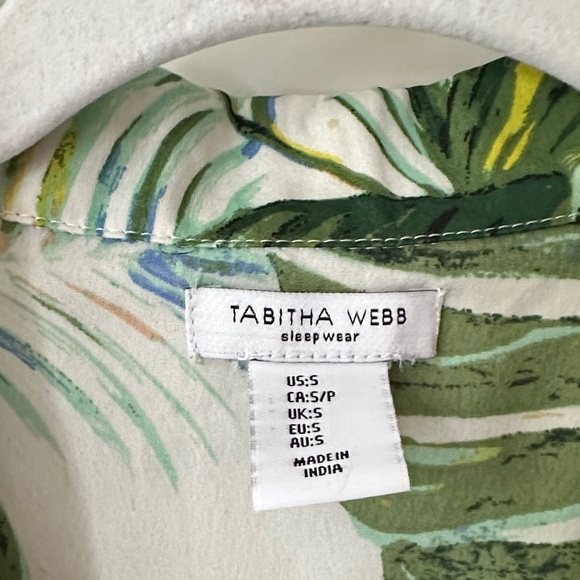 TABITHA WEBB
sleepwear
US:S
CA:S/P
UK:S
EU:S
AU:S
MADE IN
INDIA